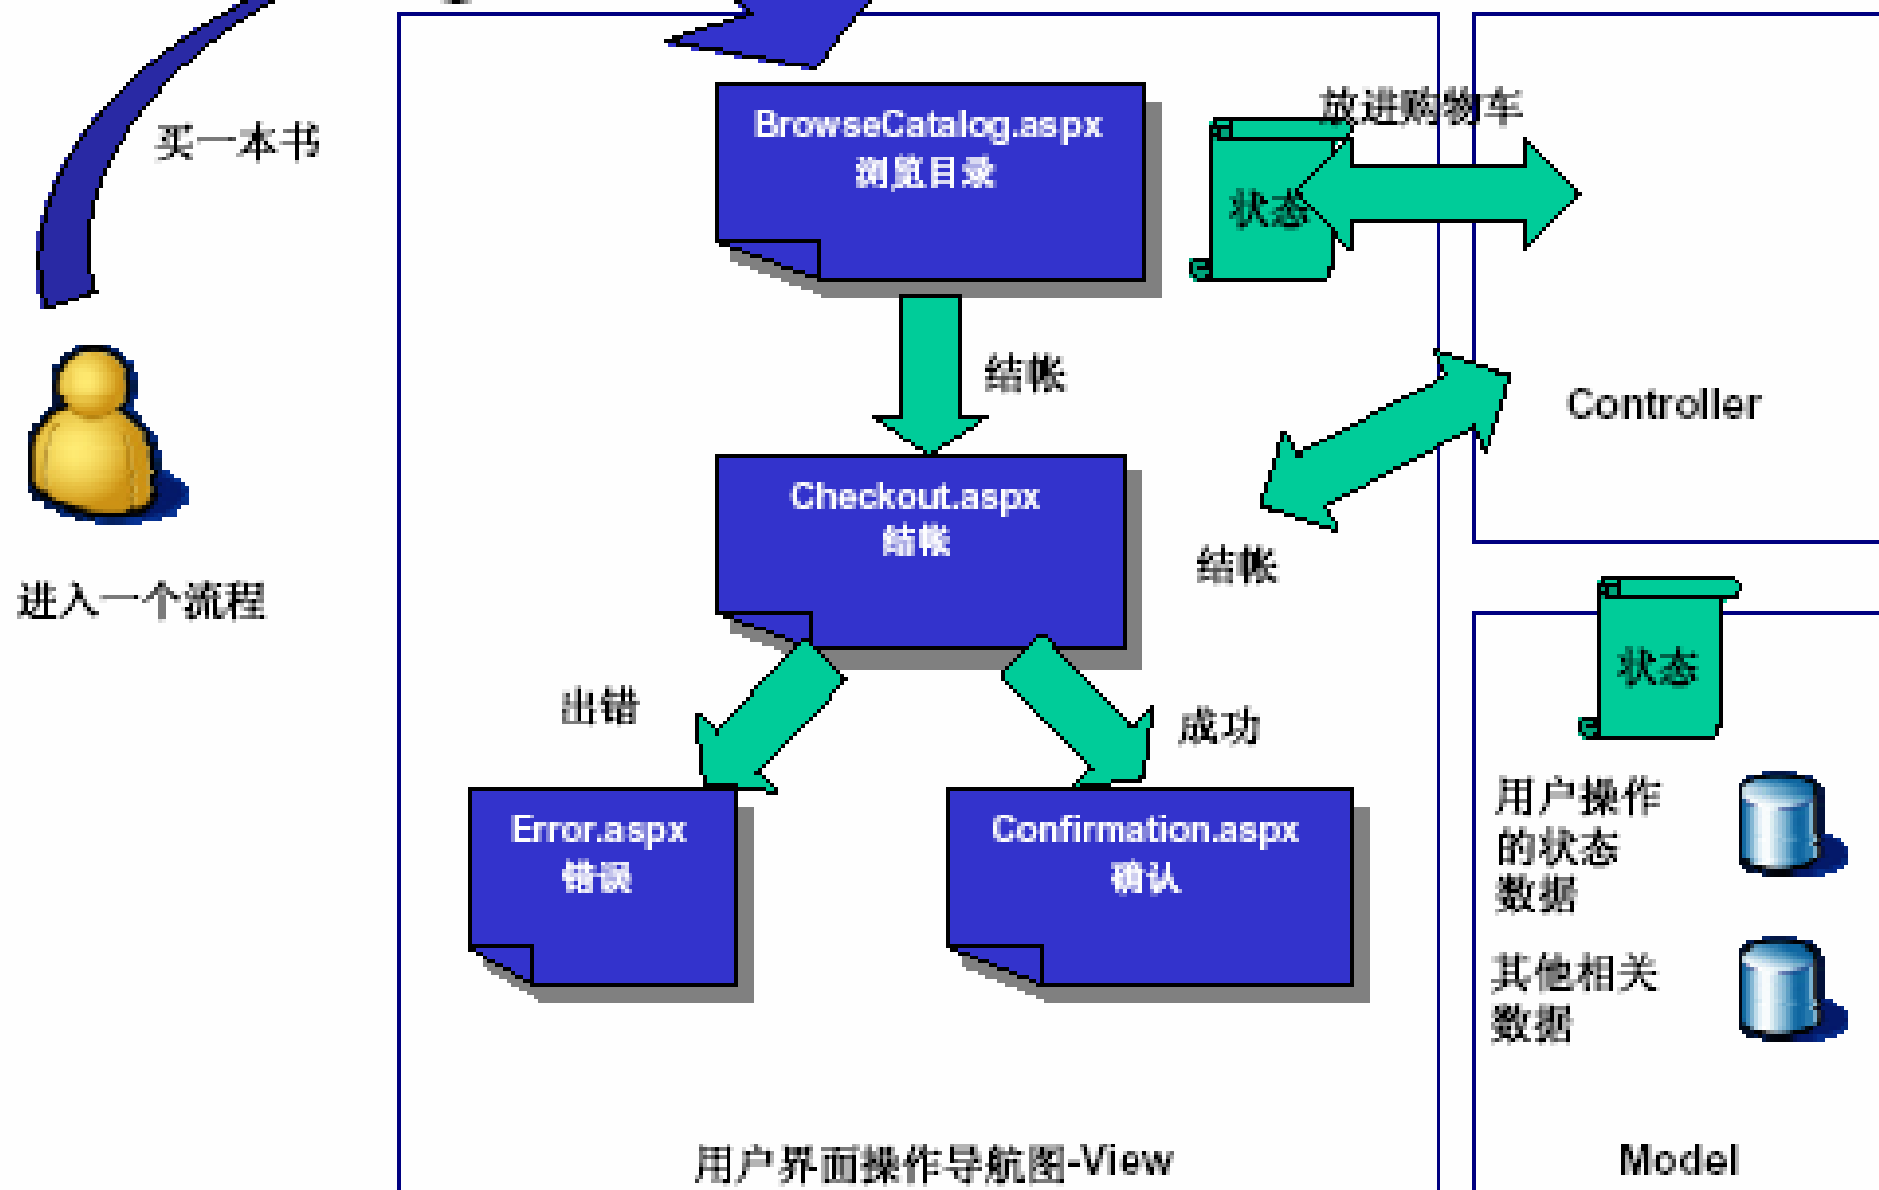 买一本书
进入一个流程
BrowseCatalog.aspx
浏览目录
放进购物车
状态
结帐
Controller
Checkout.aspx
结帐
结帐
出错
成功
Error.aspx
错误
Confirmation.aspx
确认
状态
用户操作
的状态
数据
其他相关
数据
用户界面操作导航图-View
Model